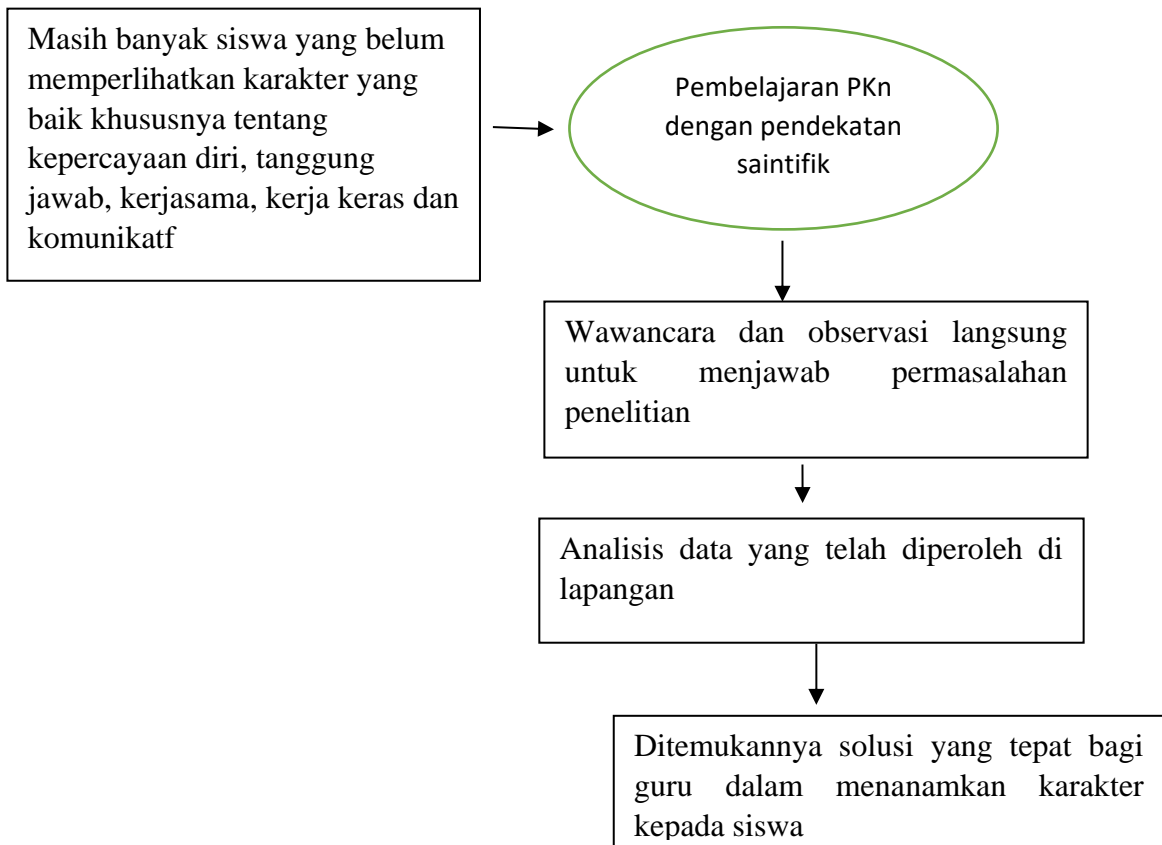 Masih banyak siswa yang belum
memperlihatkan karakter yang
baik khususnya tentang
kepercayaan diri, tanggung
jawab, kerjasama, kerja keras dan
komunikatf
Pembelajaran PKn
dengan pendekatan
saintifik
Wawancara dan observasi langsung
untuk menjawab permasalahan
penelitian
Analisis data yang telah diperoleh di
lapangan
Ditemukannya solusi yang tepat bagi
guru dalam menanamkan karakter
kepada siswa